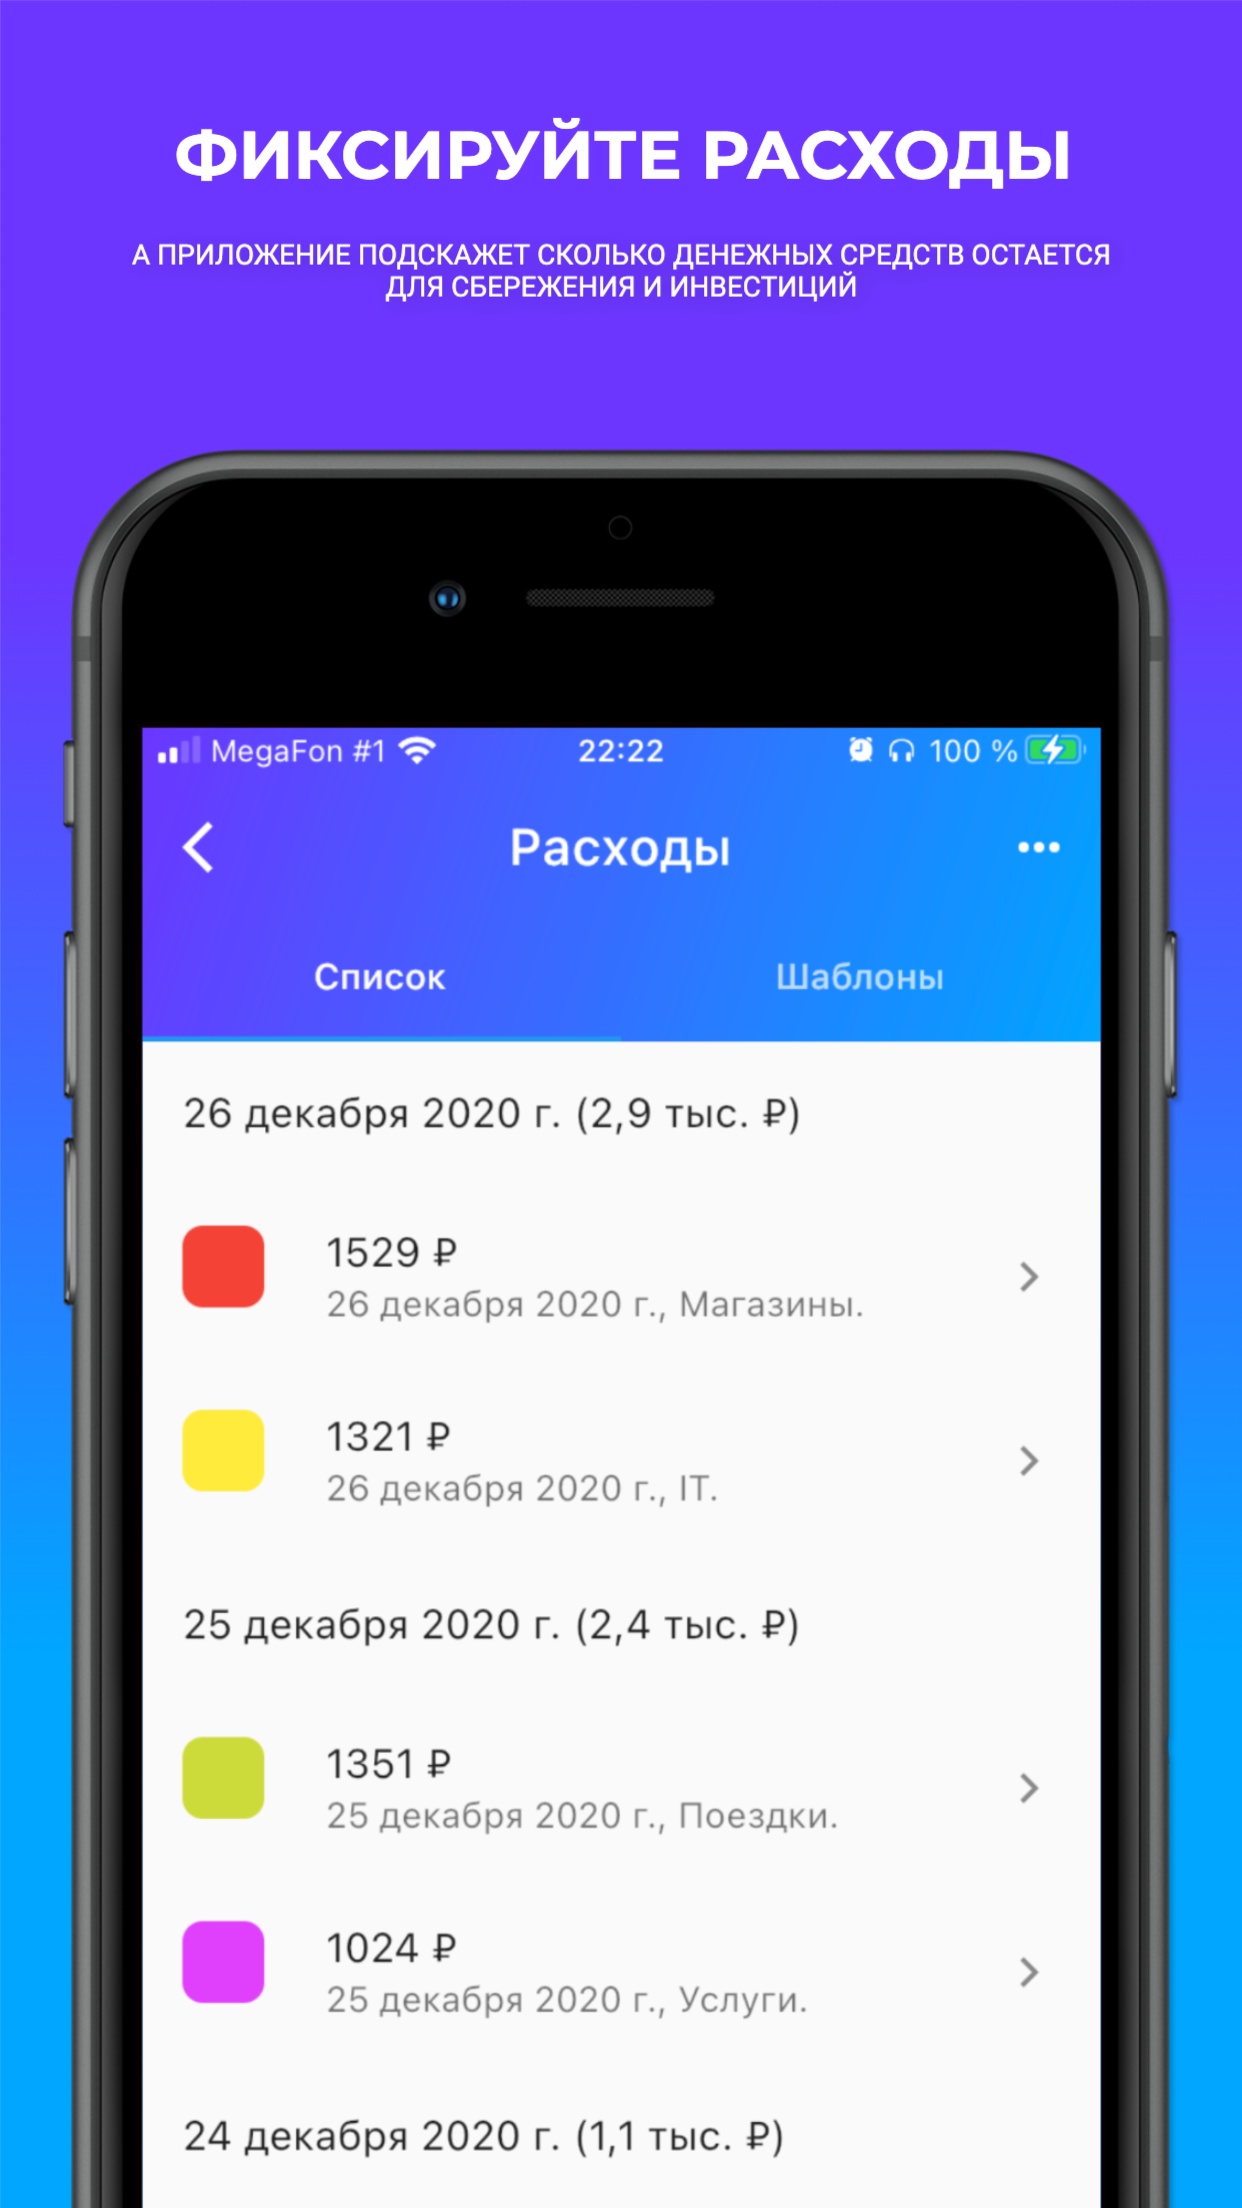 ФИКСИРУЙТЕ РАСХОДЫ
А ПРИЛОЖЕНИЕ ПОДСКАЖЕТ СКОЛЬКО ДЕНЕЖНЫХ СРЕДСТВ ОСТАЕТСЯ
ДЛЯ СБЕРЕЖЕНИЯ И ИНВЕСТИЦИЙ
MegaFon #1 22:22 100 %
Расходы
Список Шаблоны
26 декабря 2020 г. (2,9 тыс. ₽)
1529 ₽
26 декабря 2020 г., Магазины.
1321 ₽
26 декабря 2020 г., IT.
25 декабря 2020 г. (2,4 тыс. ₽)
1351 ₽
25 декабря 2020 г., Поездки.
1024 ₽
25 декабря 2020 г., Услуги.
24 декабря 2020 г. (1,1 тыс. ₽)